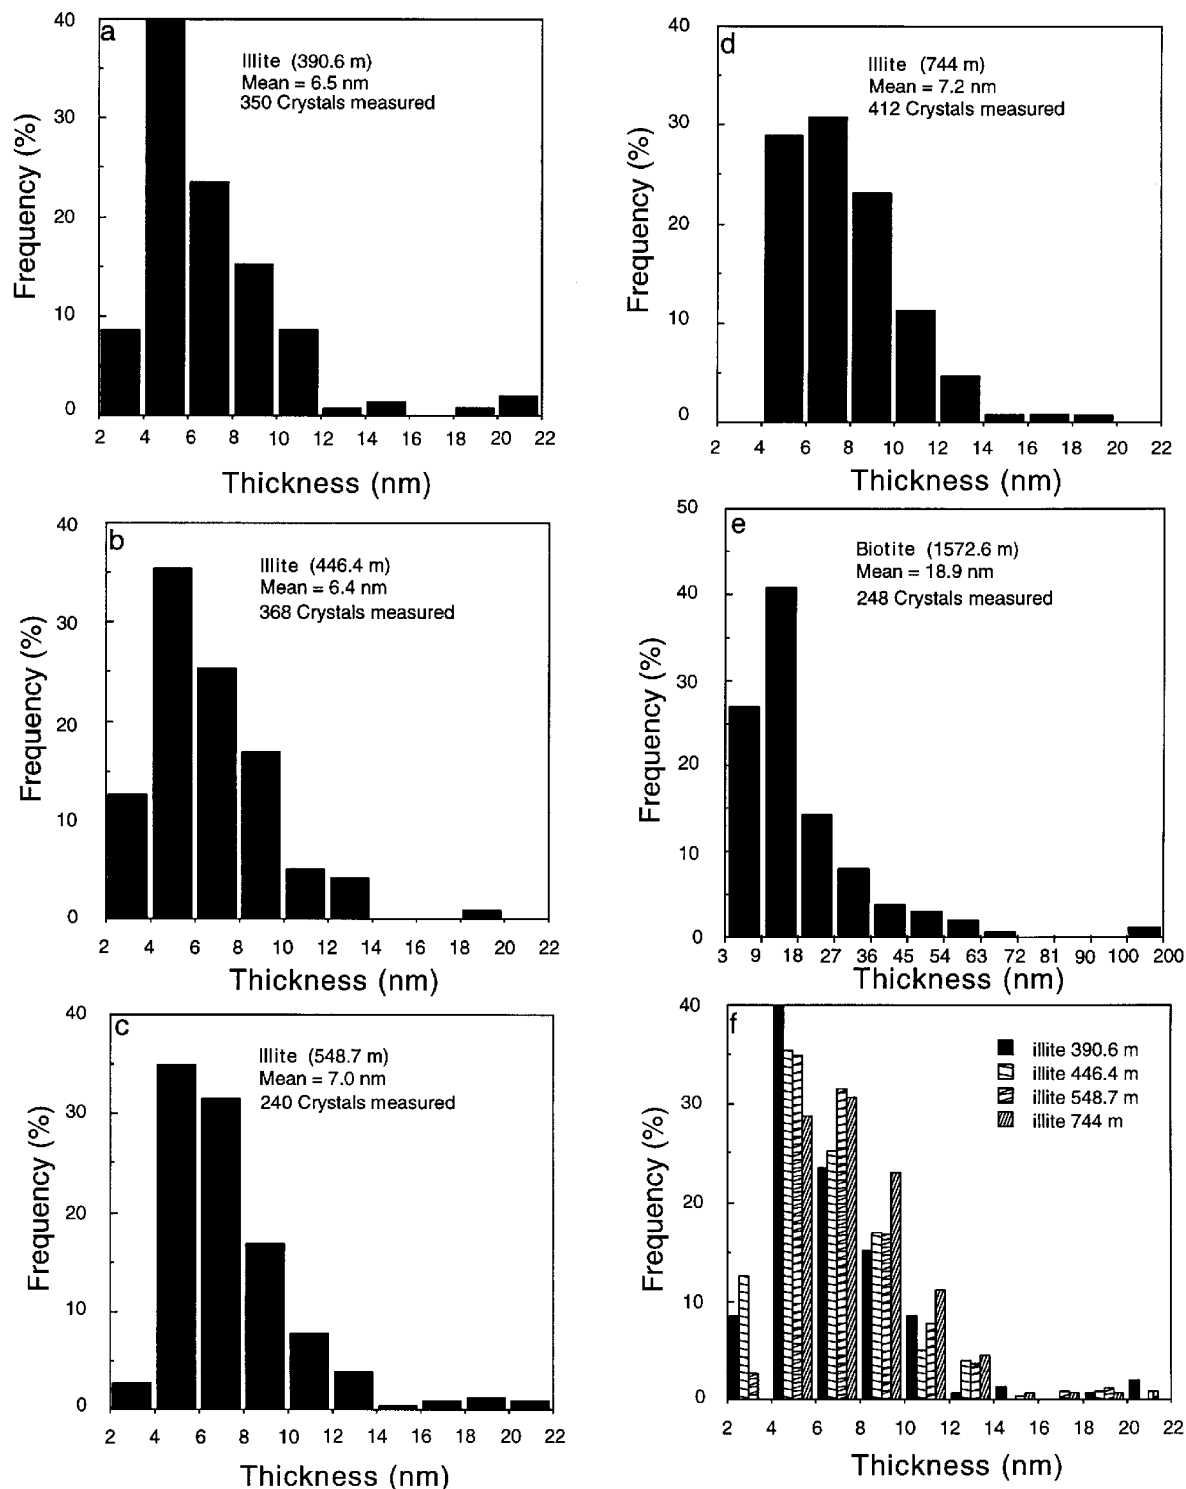 a
Illite (390.6 m)
Mean = 6.5 nm
350 Crystals measured
Frequency (%)
40
30
20
10
0
2 4 6 8 10 12 14 16 18 20 22
Thickness (nm)
b
Illite (446.4 m)
Mean = 6.4 nm
368 Crystals measured
Frequency (%)
40
30
20
10
0
2 4 6 8 10 12 14 16 18 20 22
Thickness (nm)
c
Illite (548.7 m)
Mean = 7.0 nm
240 Crystals measured
Frequency (%)
40
30
20
10
0
2 4 6 8 10 12 14 16 18 20 22
Thickness (nm)
d
Illite (744 m)
Mean = 7.2 nm
412 Crystals measured
Frequency (%)
40
30
20
10
0
2 4 6 8 10 12 14 16 18 20 22
Thickness (nm)
e
Biotite (1572.6 m)
Mean = 18.9 nm
248 Crystals measured
Frequency (%)
50
40
30
20
10
0
3 9 18 27 36 45 54 63 72 81 90 100 200
Thickness (nm)
f
illite 390.6 m
illite 446.4 m
illite 548.7 m
illite 744 m
Frequency (%)
40
30
20
10
0
2 4 6 8 10 12 14 16 18 20 22
Thickness (nm)